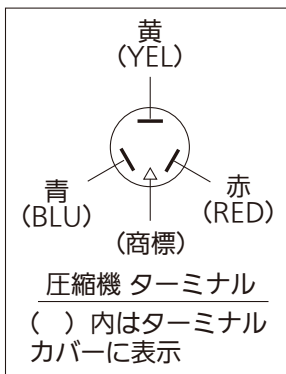 黄
(YEL)
青
(BLU)
赤
(RED)
(商標)
圧縮機 ターミナル
(　)内はターミナル
カバーに表示